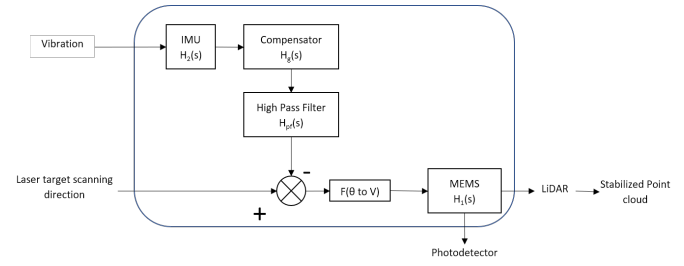 Vibration
IMU
H₂(s)
Compensator
Hg(s)
High Pass Filter
Hpf(s)
-
Laser target scanning
direction
+
F(θ to V)
MEMS
H₁(s)
LiDAR
Stabilized Point
cloud
Photodetector